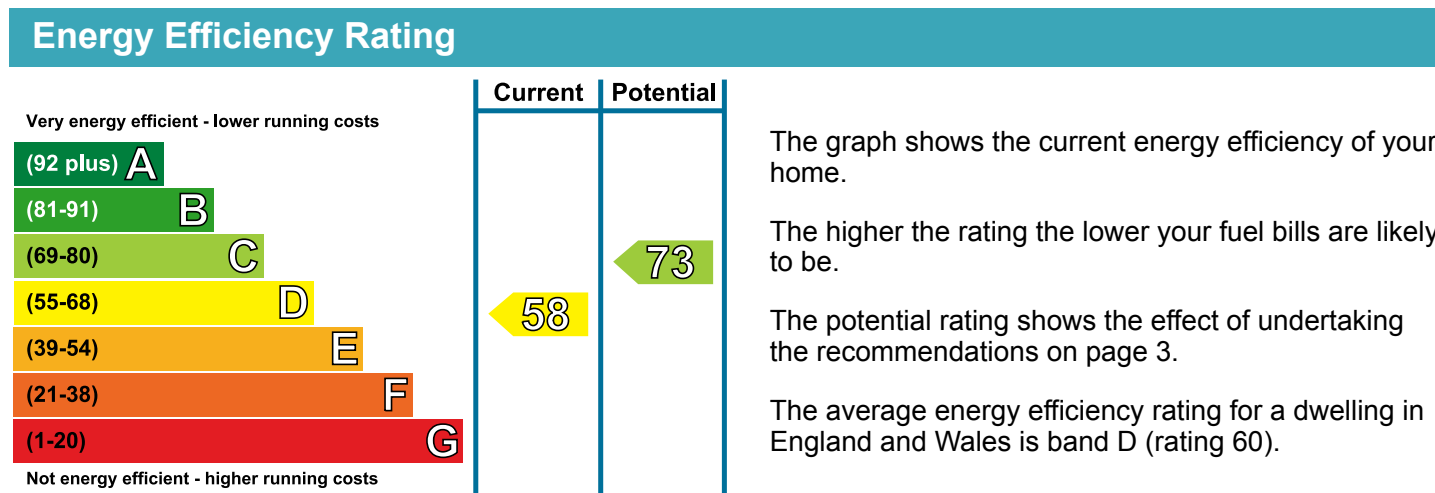 Energy Efficiency Rating
Current Potential
Very energy efficient - lower running costs
(92 plus) A
(81-91) B
(69-80) C
73
(55-68) D
58
(39-54) E
(21-38) F
(1-20) G
Not energy efficient - higher running costs
The graph shows the current energy efficiency of your
home.
The higher the rating the lower your fuel bills are likely
to be.
The potential rating shows the effect of undertaking
the recommendations on page 3.
The average energy efficiency rating for a dwelling in
England and Wales is band D (rating 60).